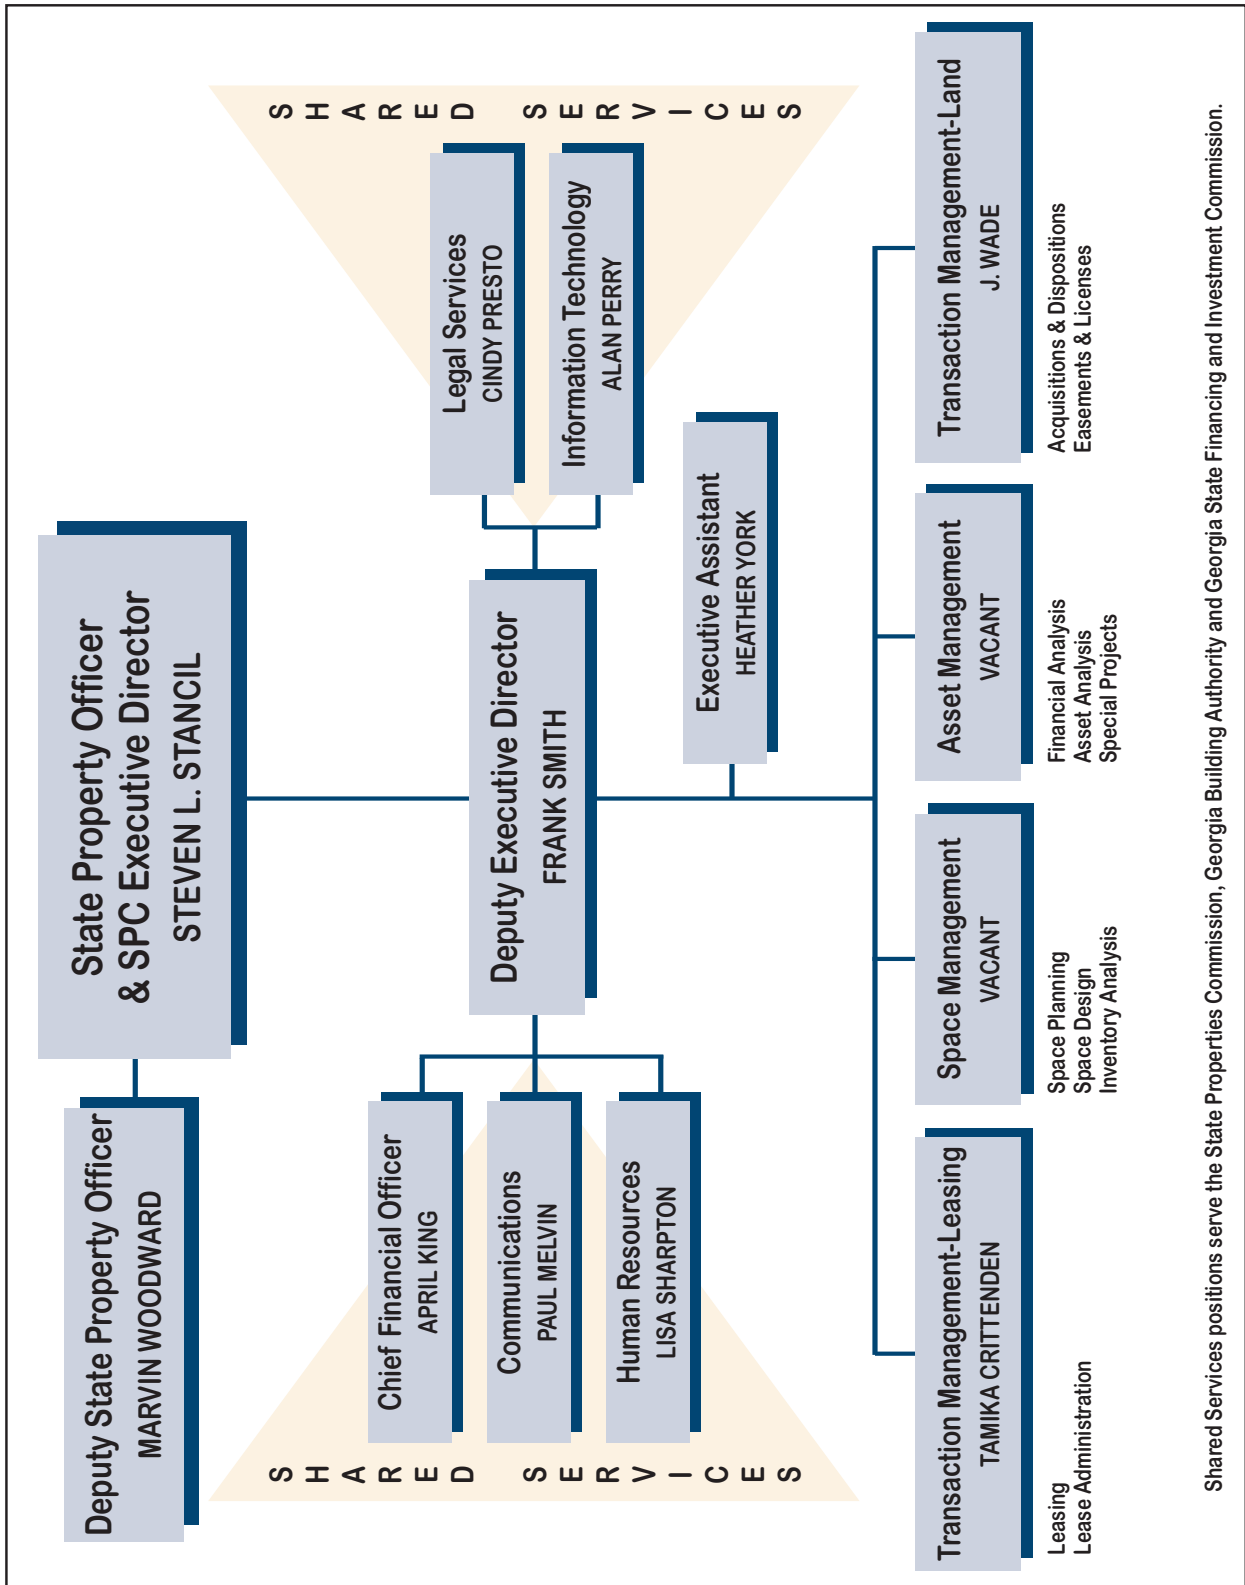 State Property Officer
& SPC Executive Director
STEVEN L. STANCIL
Deputy State Property Officer
MARVIN WOODWARD
Deputy Executive Director
FRANK SMITH
SHARED SERVICES
Chief Financial Officer
APRIL KING
Communications
PAUL MELVIN
Human Resources
LISA SHARPTON
Legal Services
CINDY PRESTO
Information Technology
ALAN PERRY
SHARED SERVICES
Executive Assistant
HEATHER YORK
Transaction Management-Leasing
TAMIKA CRITTENDEN
Leasing
Lease Administration
Space Management
VACANT
Space Planning
Space Design
Inventory Analysis
Asset Management
VACANT
Financial Analysis
Asset Analysis
Special Projects
Transaction Management-Land
J. WADE
Acquisitions & Dispositions
Easements & Licenses
Shared Services positions serve the State Properties Commission, Georgia Building Authority and Georgia State Financing and Investment Commission.